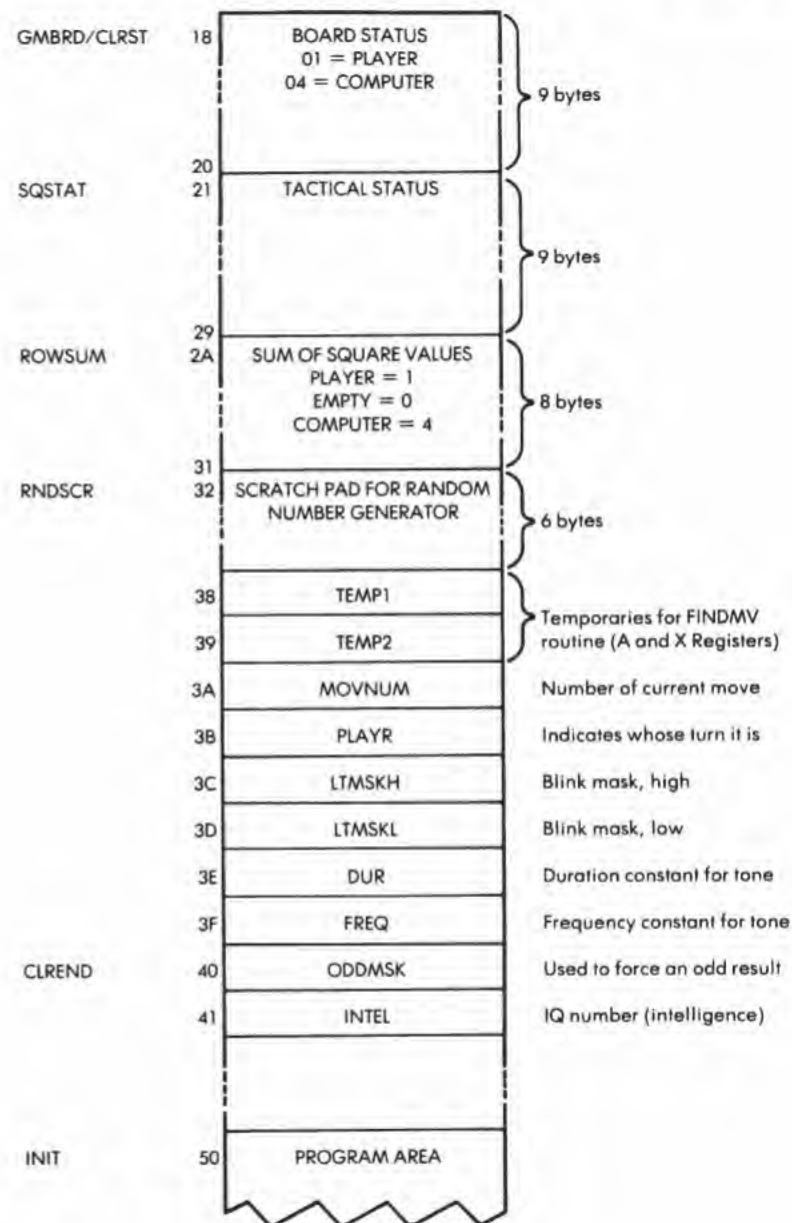 GMBRD/CLRST 18 BOARD STATUS
01 = PLAYER
04 = COMPUTER
9 bytes
20
SQSTAT 21 TACTICAL STATUS
9 bytes
29
ROWSUM 2A SUM OF SQUARE VALUES
PLAYER = 1
EMPTY = 0
COMPUTER = 4
8 bytes
31
RNDSCR 32 SCRATCH PAD FOR RANDOM
NUMBER GENERATOR
6 bytes
38 TEMP1
Temporaries for FINDMV
39 TEMP2 routine (A and X Registers)
3A MOVNUM Number of current move
3B PLAYR Indicates whose turn it is
3C LTMSKH Blink mask, high
3D LTMSKL Blink mask, low
3E DUR Duration constant for tone
3F FREQ Frequency constant for tone
CLREND 40 ODDMSK Used to force an odd result
41 INTEL IQ number (intelligence)
INIT 50 PROGRAM AREA